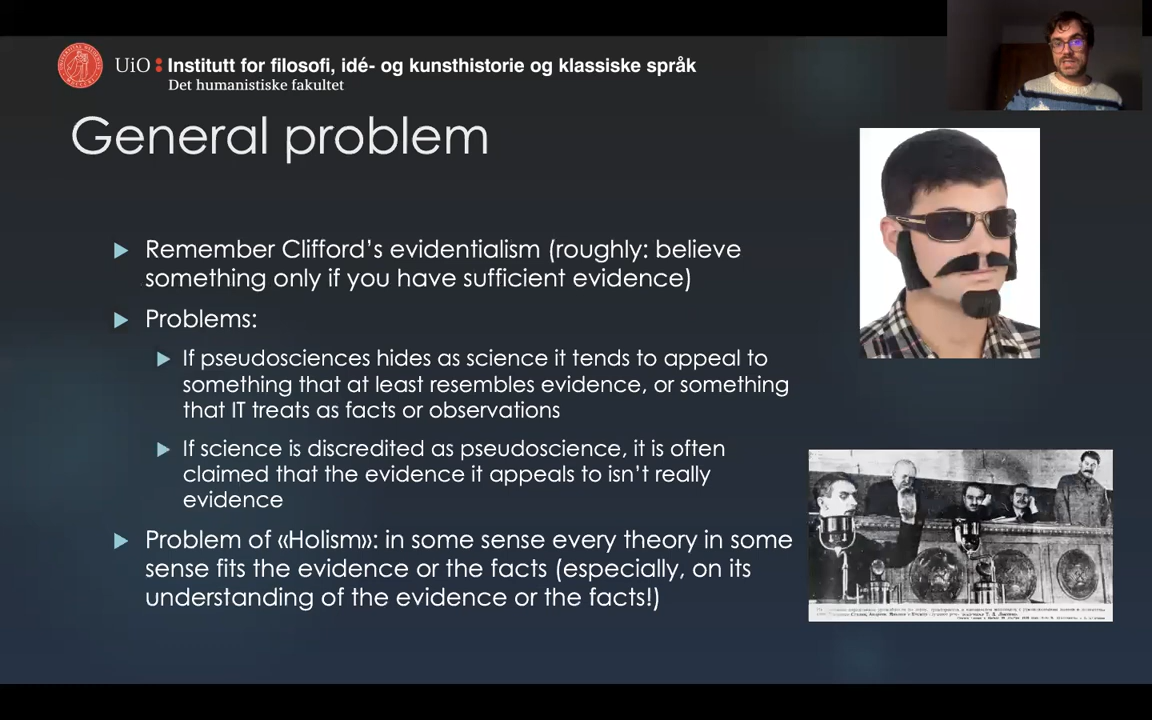 UiO : Institutt for filosofi, idé- og kunsthistorie og klassiske språk
Det humanistiske fakultet
General problem
Remember Clifford’s evidentialism (roughly: believe
something only if you have sufficient evidence)
Problems:
If pseudosciences hides as science it tends to appeal to
something that at least resembles evidence, or something
that IT treats as facts or observations
If science is discredited as pseudoscience, it is often
claimed that the evidence it appeals to isn’t really
evidence
Problem of «Holism»: in some sense every theory in some
sense fits the evidence or the facts (especially, on its
understanding of the evidence or the facts!)